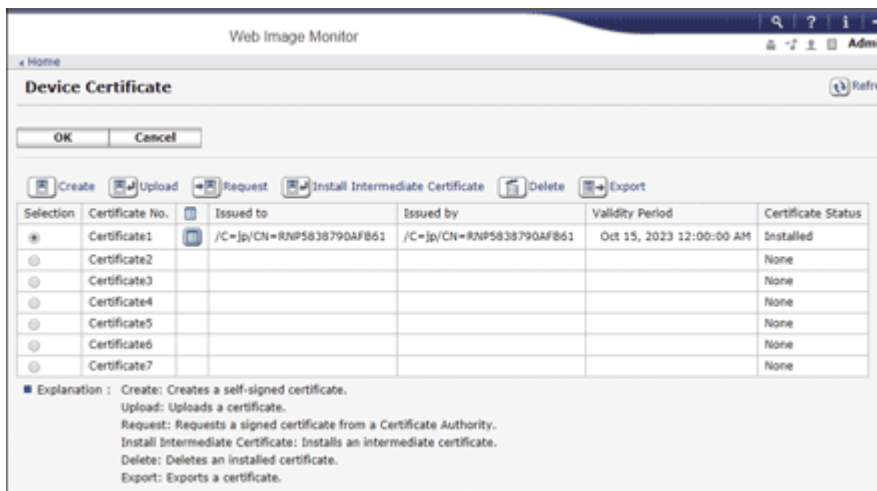 Web Image Monitor
? i
Home
Device Certificate
OK Cancel
Create Upload Request Install Intermediate Certificate Delete Export
Selection Certificate No. Issued to Issued by Validity Period Certificate Status
Certificate1 /C=jp/CN=RNP5838790AFB61 /C=jp/CN=RNP5838790AFB61 Oct 15, 2023 12:00:00 AM Installed
Certificate2 None
Certificate3 None
Certificate4 None
Certificate5 None
Certificate6 None
Certificate7 None
Explanation : Create: Creates a self-signed certificate.
Upload: Uploads a certificate.
Request: Requests a signed certificate from a Certificate Authority.
Install Intermediate Certificate: Installs an intermediate certificate.
Delete: Deletes an installed certificate.
Export: Exports a certificate.